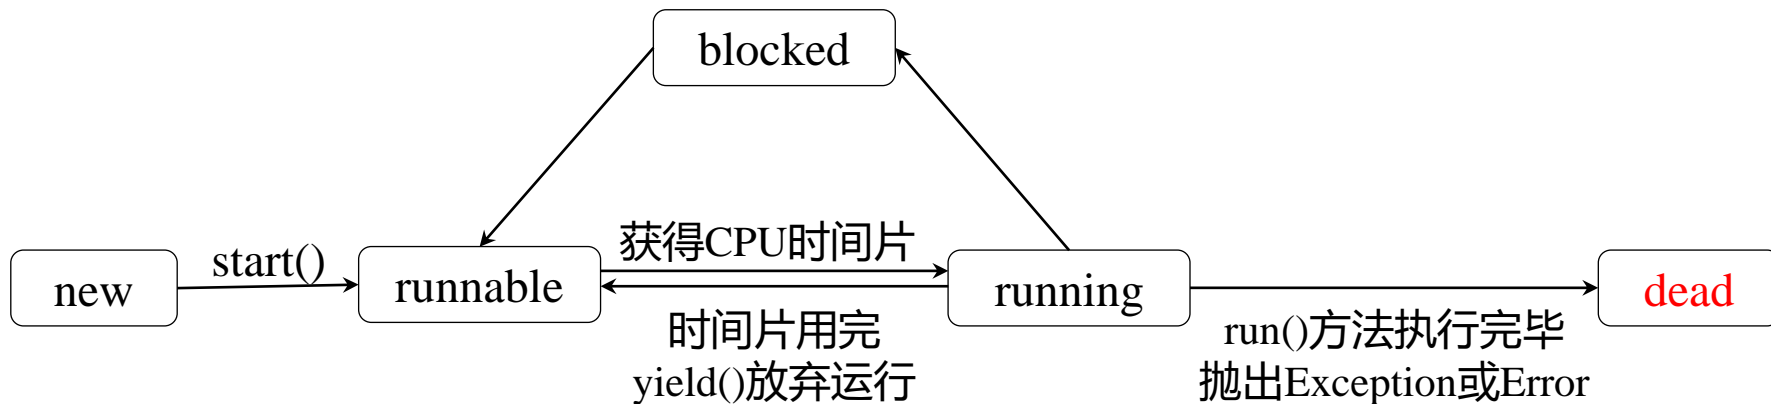 blocked
start()
获得CPU时间片
new
runnable
running
dead
时间片用完
yield()放弃运行
run()方法执行完毕
抛出Exception或Error